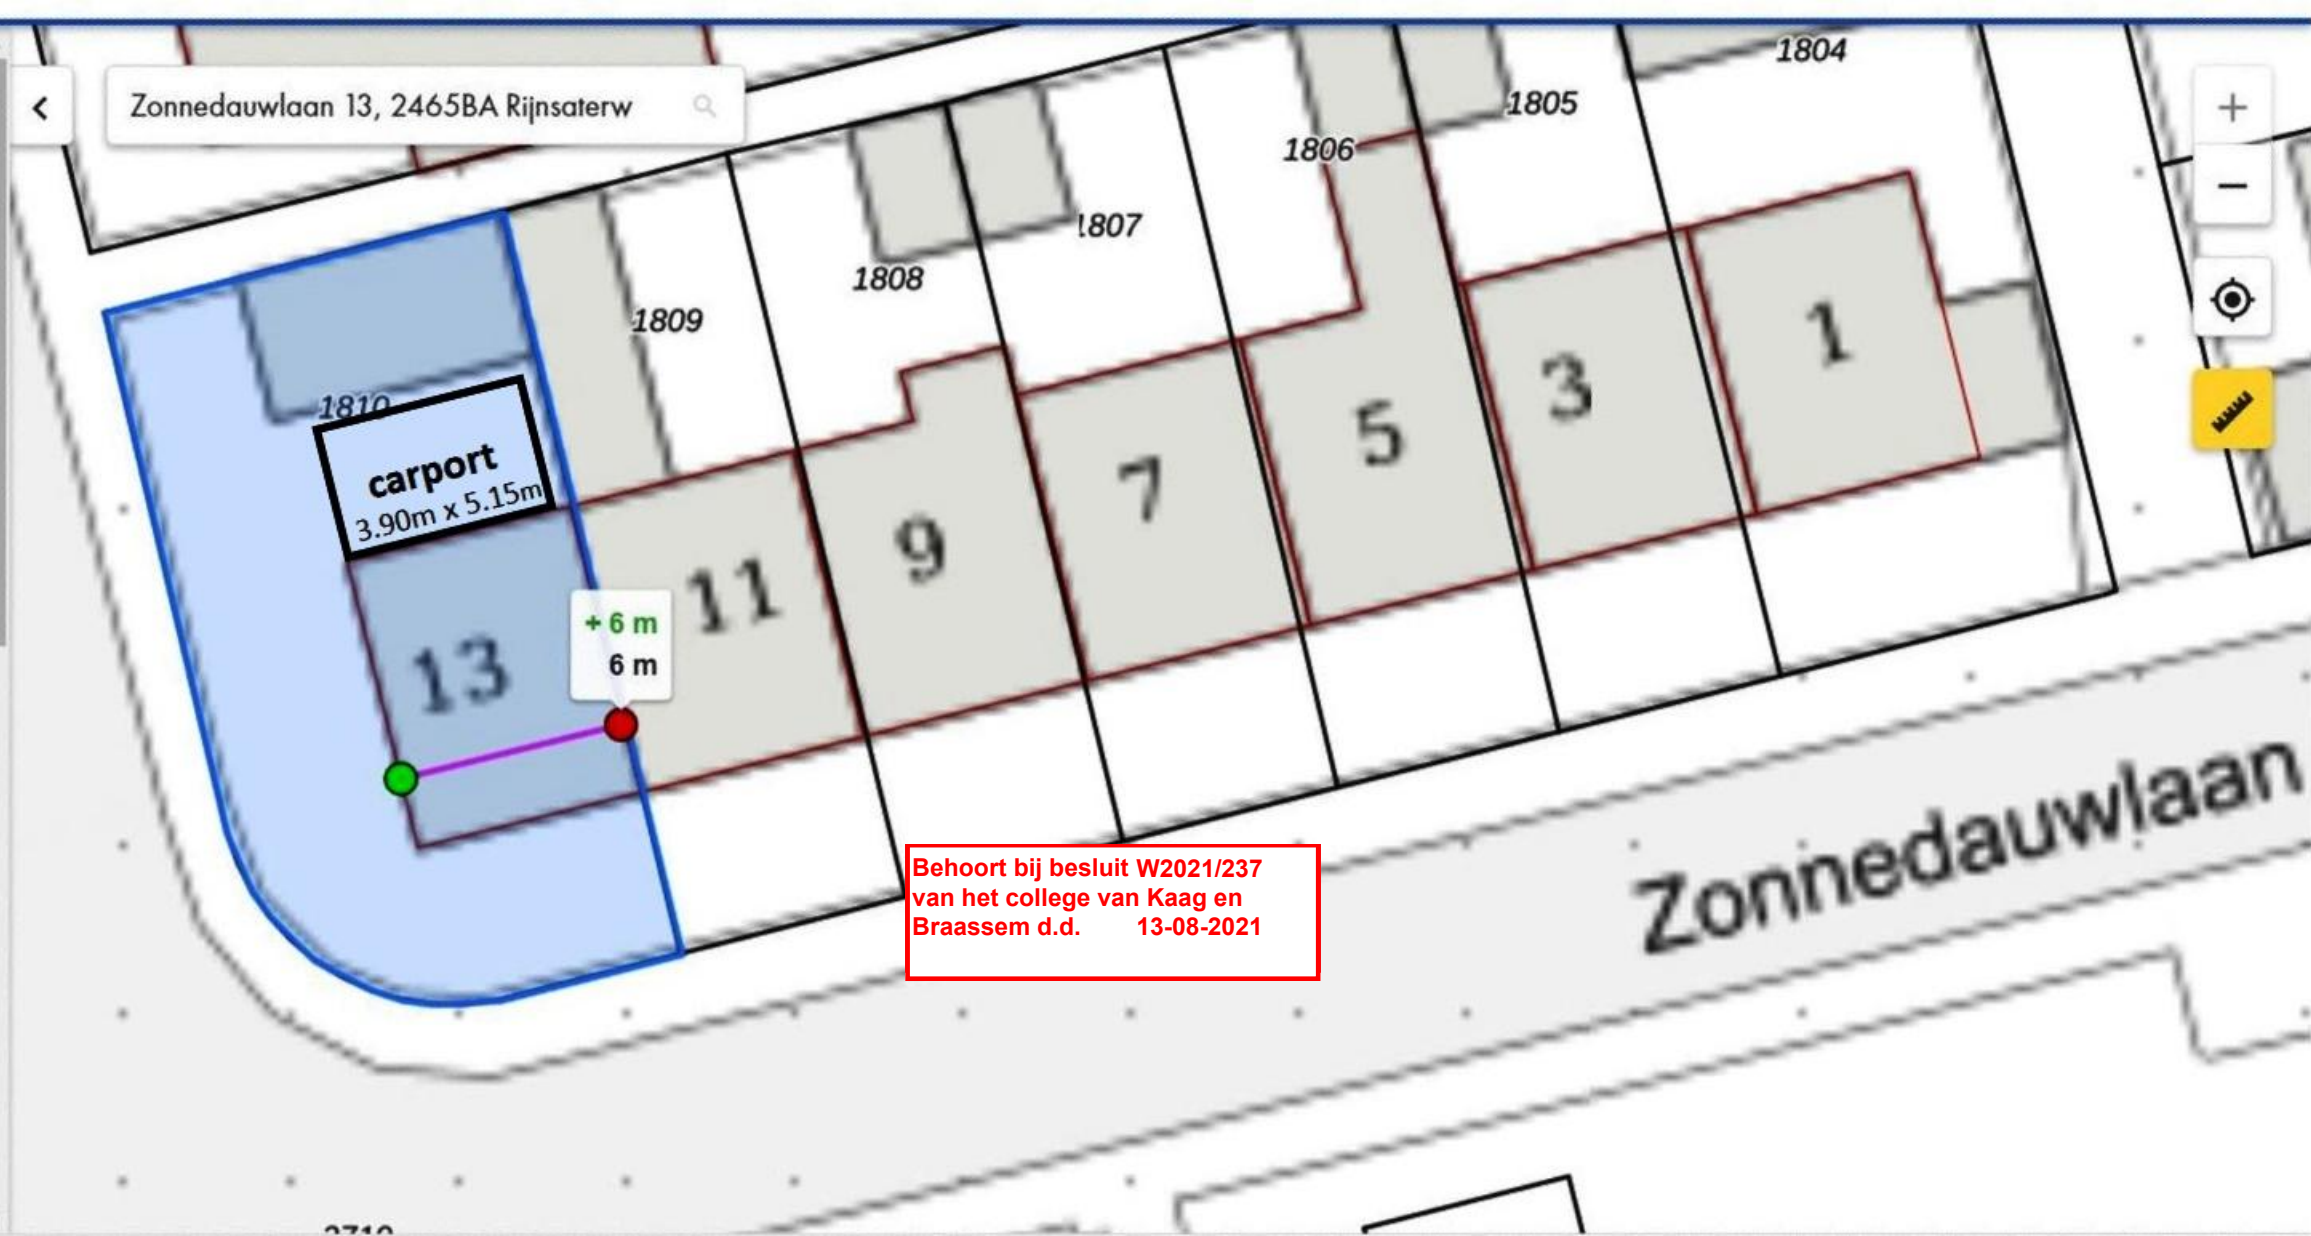 1804
Zonnedauwlaan 13, 2465BA Rijnsaterw
1805
1806
1807
1808
1809
1810
carport
3.90m x 5.15m
1
3
5
7
9
11
13
+ 6 m
6 m
Zonnedauwlaan
Behoort bij besluit W2021/237
van het college van Kaag en
Braassem d.d. 13-08-2021